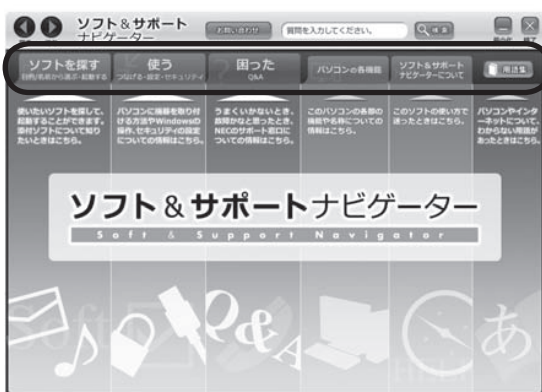 ソフト&サポート
ナビゲーター
お問い合わせ
質問を入力してください。
検索
最小化 終了
ソフトを探す
目的/名前から選ぶ・起動する
使う
つなげる・設定・セキュリティ
困った
Q&A
パソコンの各機能
ソフト&サポート
ナビゲーターについて
用語集
使いたいソフトを探して、
起動することができます。
添付ソフトについて知り
たいときはこちら。
パソコンに機器を取り付
ける方法やWindowsの
操作、セキュリティの設定
についての情報はこちら。
うまくいかないとき、
故障かなと思ったとき、
NECのサポート窓口に
ついての情報はこちら。
このパソコンの各部の
機能や名称についての
情報はこちら。
このソフトの使い方で
迷ったときはこちら。
パソコンやインタ
ーネットについて、
わからない用語が
あったときはこちら。
ソフト&サポートナビゲーター
Soft & Support Navigator
Soft
Q&A
あ